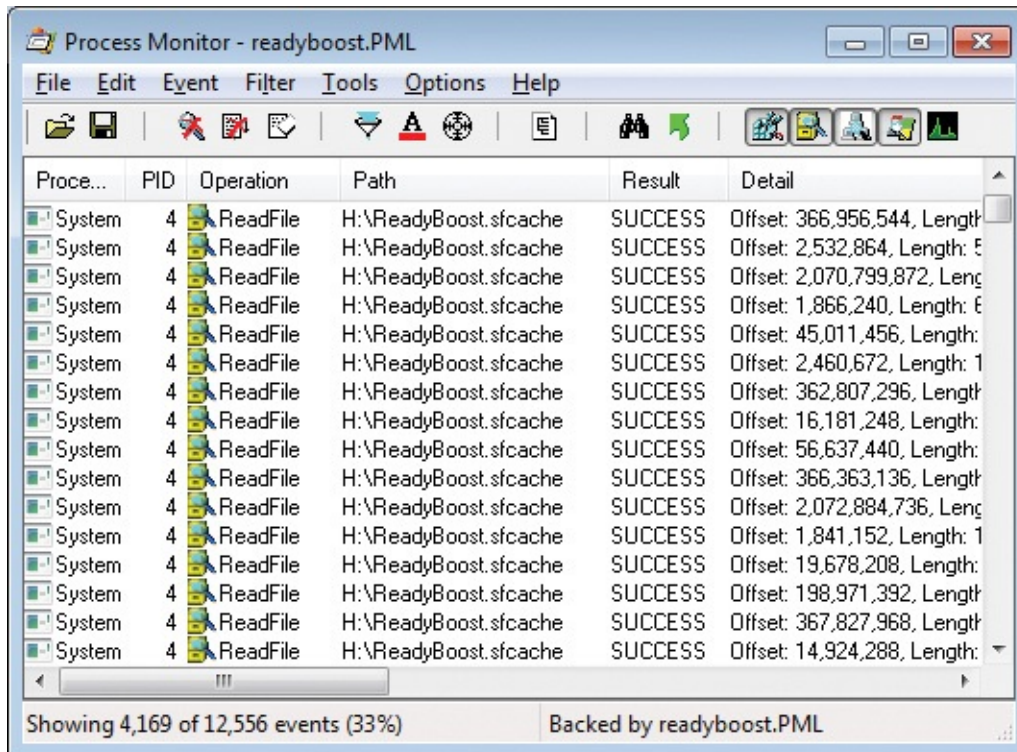 Process Monitor - readyboost.PML
File Edit Event Filter Tools Options Help
Proce... PID Operation Path Result Detail
System 4 ReadFile H:\ReadyBoost.sfcache SUCCESS Offset: 366,956,544, Length
System 4 ReadFile H:\ReadyBoost.sfcache SUCCESS Offset: 2,532,864, Length: 5
System 4 ReadFile H:\ReadyBoost.sfcache SUCCESS Offset: 2,070,799,872, Leng
System 4 ReadFile H:\ReadyBoost.sfcache SUCCESS Offset: 1,866,240, Length: 6
System 4 ReadFile H:\ReadyBoost.sfcache SUCCESS Offset: 45,011,456, Length:
System 4 ReadFile H:\ReadyBoost.sfcache SUCCESS Offset: 2,460,672, Length: 1
System 4 ReadFile H:\ReadyBoost.sfcache SUCCESS Offset: 362,807,296, Length
System 4 ReadFile H:\ReadyBoost.sfcache SUCCESS Offset: 16,181,248, Length:
System 4 ReadFile H:\ReadyBoost.sfcache SUCCESS Offset: 56,637,440, Length:
System 4 ReadFile H:\ReadyBoost.sfcache SUCCESS Offset: 366,363,136, Length
System 4 ReadFile H:\ReadyBoost.sfcache SUCCESS Offset: 2,072,884,736, Leng
System 4 ReadFile H:\ReadyBoost.sfcache SUCCESS Offset: 1,841,152, Length: 1
System 4 ReadFile H:\ReadyBoost.sfcache SUCCESS Offset: 19,678,208, Length:
System 4 ReadFile H:\ReadyBoost.sfcache SUCCESS Offset: 198,971,392, Length
System 4 ReadFile H:\ReadyBoost.sfcache SUCCESS Offset: 367,827,968, Length
System 4 ReadFile H:\ReadyBoost.sfcache SUCCESS Offset: 14,924,288, Length:
Showing 4,169 of 12,556 events (33%) Backed by readyboost.PML